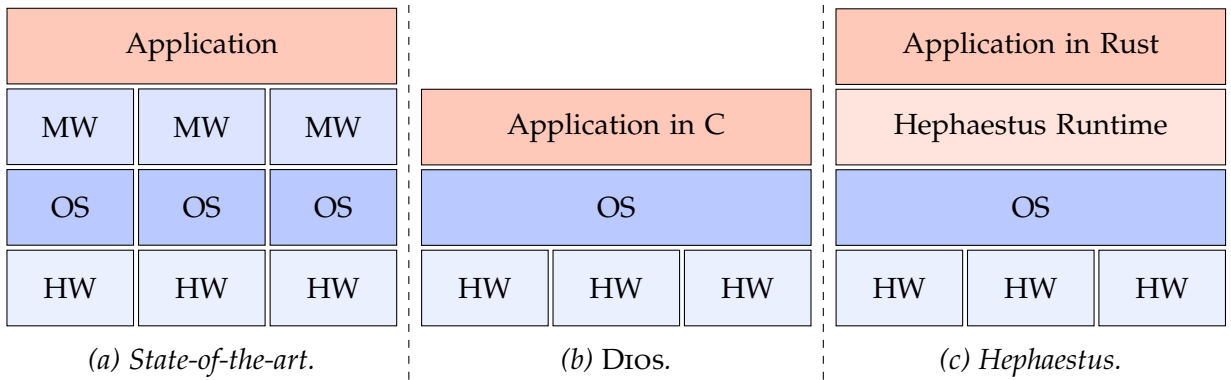 Application
MW MW MW
OS OS OS
HW HW HW
(a) State-of-the-art.
Application in C
OS
HW HW HW
(b) DIOS.
Application in Rust
Hephaestus Runtime
OS
HW HW HW
(c) Hephaestus.